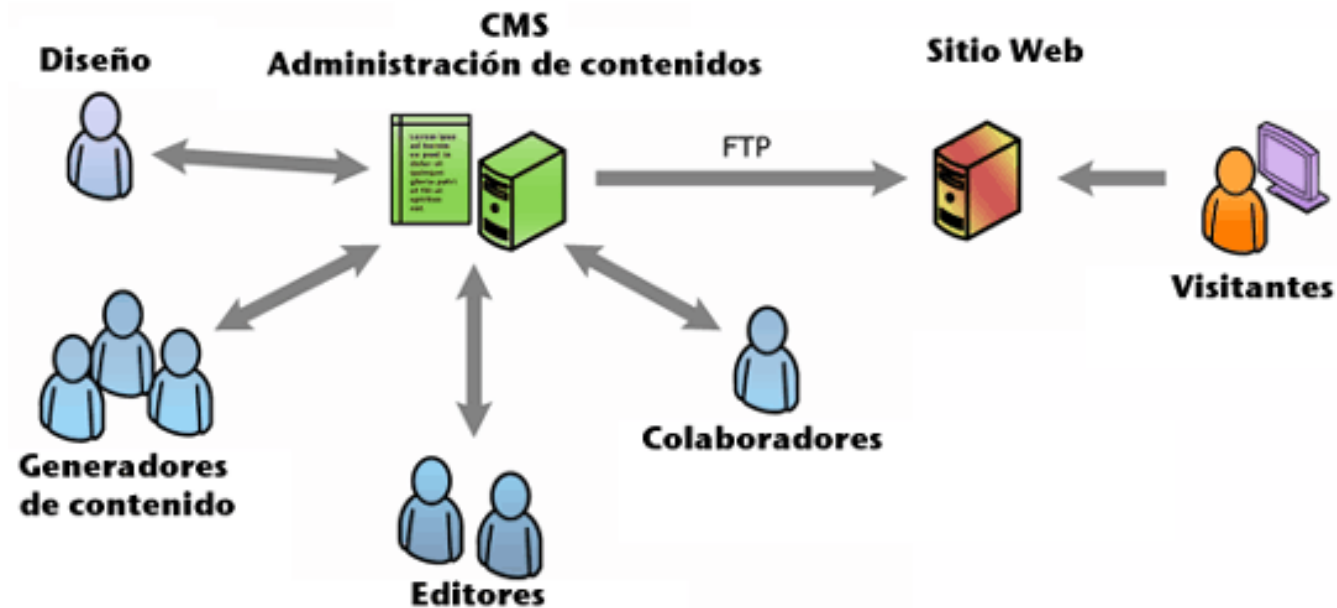 CMS
Administración de contenidos
Diseño
Sitio Web
FTP
Visitantes
Colaboradores
Generadores
de contenido
Editores